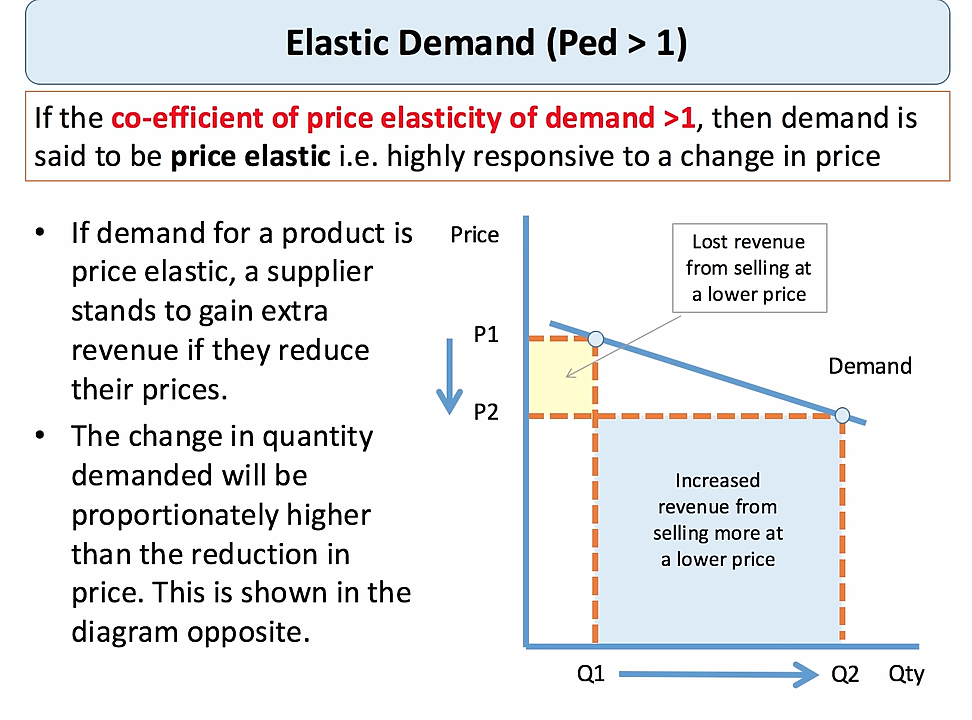 Elastic Demand (Ped > 1)
If the co-efficient of price elasticity of demand >1, then demand is
said to be price elastic i.e. highly responsive to a change in price
• If demand for a product is
price elastic, a supplier
stands to gain extra
revenue if they reduce
their prices.
• The change in quantity
demanded will be
proportionately higher
than the reduction in
price. This is shown in the
diagram opposite.
Price
Lost revenue
from selling at
a lower price
P1
Demand
P2
Increased
revenue from
selling more at
a lower price
Q1
Q2
Qty